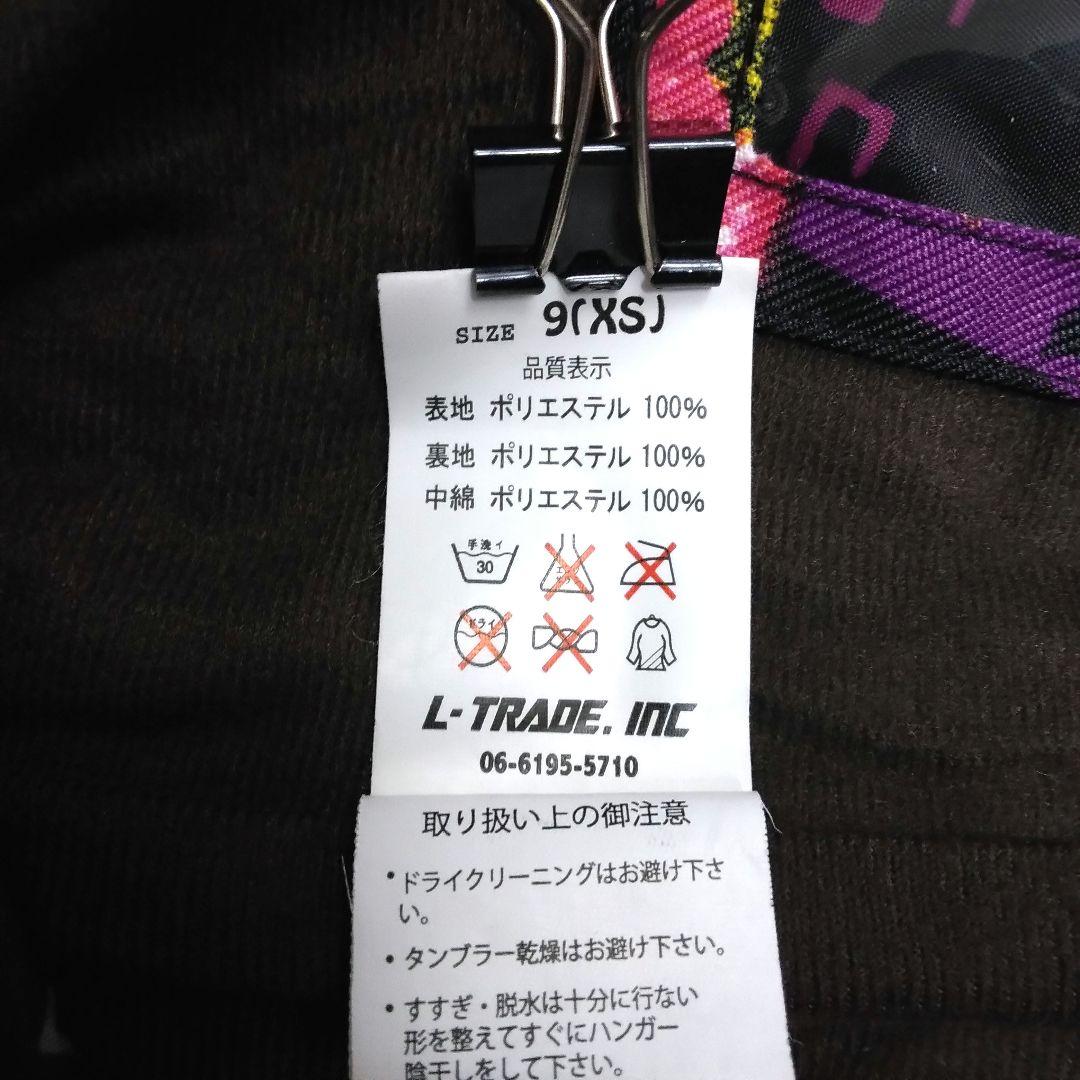 SIZE 9(XS)
品質表示
表地 ポリエステル 100%
裏地 ポリエステル 100%
中綿 ポリエステル 100%
手洗イ
30
ドライ
L-TRADE. INC
06-6195-5710
取り扱い上の御注意
・ドライクリーニングはお避け下さ
い。
・タンブラー乾燥はお避け下さい。
・すすぎ・脱水は十分に行ない
形を整えてすぐにハンガー
陰干しをして下さい。